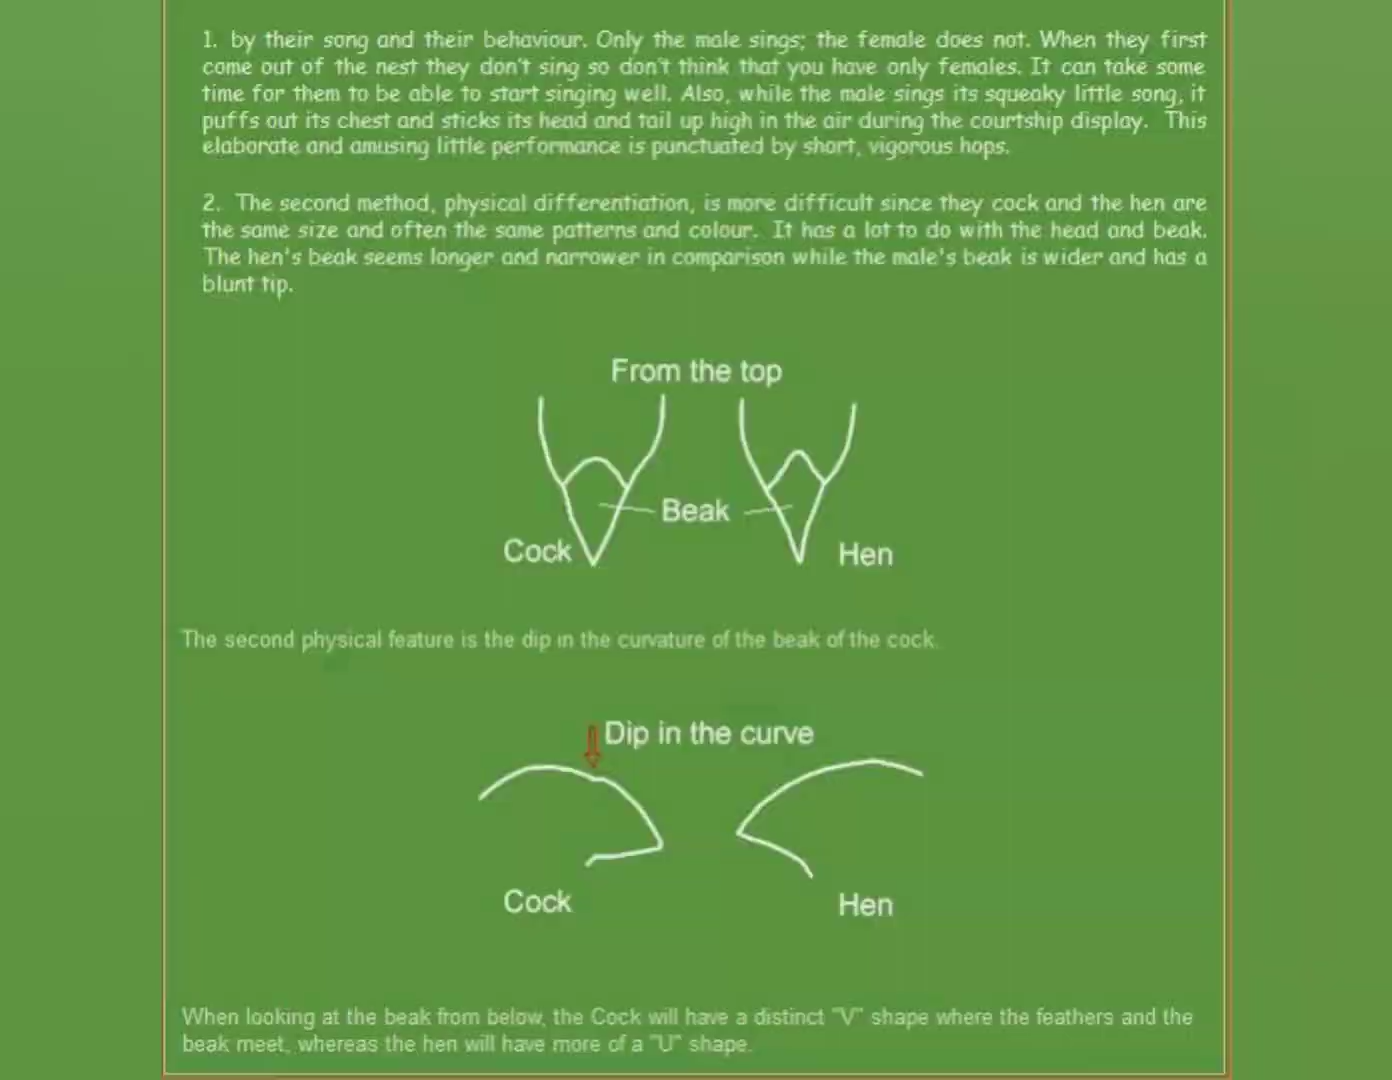 1. by their song and their behaviour. Only the male sings; the female does not. When they first
come out of the nest they don't sing so don't think that you have only females. It can take some
time for them to be able to start singing well. Also, while the male sings its squeaky little song, it
puffs out its chest and sticks its head and tail up high in the air during the courtship display. This
elaborate and amusing little performance is punctuated by short, vigorous hops.
2. The second method, physical differentiation, is more difficult since they cock and the hen are
the same size and often the same patterns and colour. It has a lot to do with the head and beak.
The hen's beak seems longer and narrower in comparison while the male's beak is wider and has a
blunt tip.
From the top
Beak
Cock
Hen
The second physical feature is the dip in the curvature of the beak of the cock.
Dip in the curve
Cock
Hen
When looking at the beak from below, the Cock will have a distinct "V" shape where the feathers and the
beak meet, whereas the hen will have more of a "U" shape.